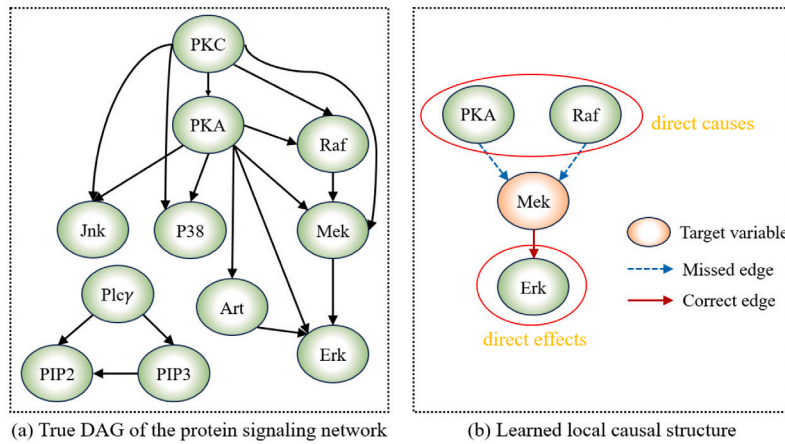 PKC
PKA
Raf
Jnk
P38
Mek
Plcγ
Art
Erk
PIP2
PIP3
(a) True DAG of the protein signaling network
PKA
Raf
direct causes
Mek
Target variable
Missed edge
Erk
Correct edge
direct effects
(b) Learned local causal structure